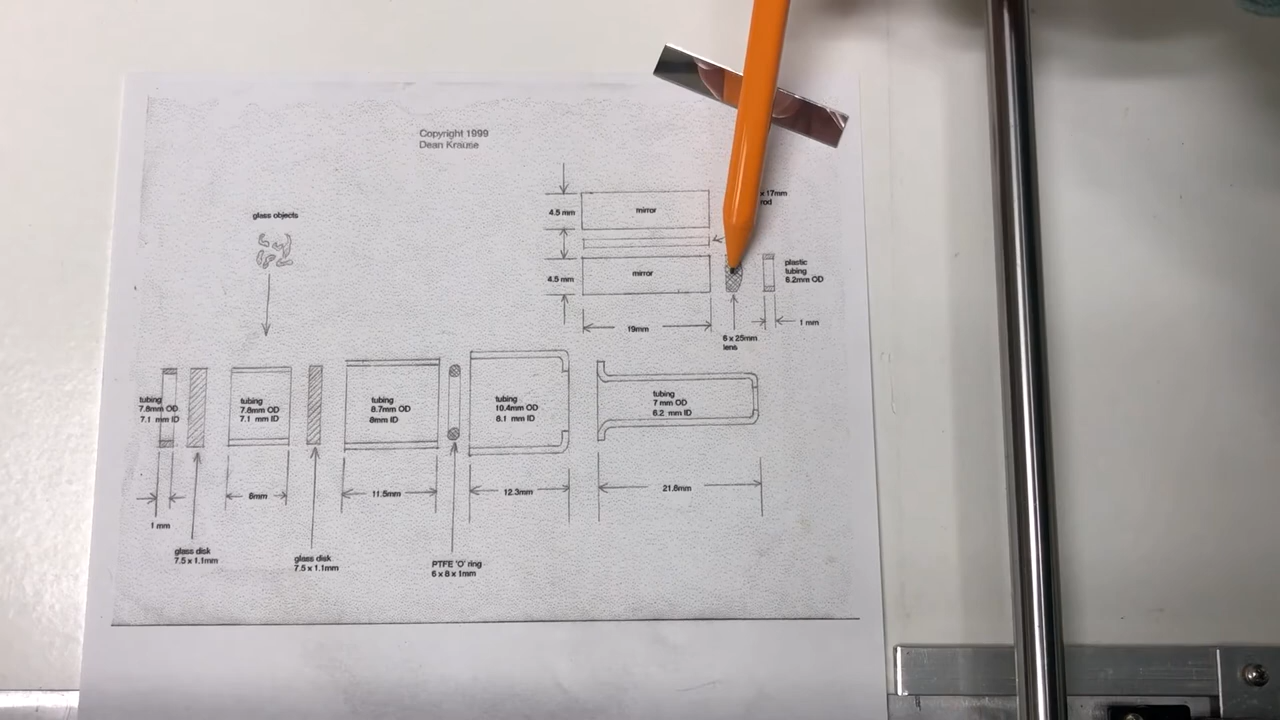 Copyright 1999
Dean Krause
x 17mm
rod
4.5 mm
mirror
glass objects
4.5 mm
mirror
plastic
tubing
8.2mm OD
19mm
1 mm
6 x 25mm
lens
tubing
7.8mm OD
7.1 mm ID
tubing
7.8mm OD
7.1 mm ID
tubing
8.7mm OD
8mm ID
tubing
10.4mm OD
8.1 mm ID
tubing
7 mm OD
6.2 mm ID
6mm
11.5mm
12.3mm
21.6mm
1 mm
glass disk
7.5 x 1.1mm
glass disk
7.5 x 1.1mm
PTFE 'O' ring
6 x 8 x 1mm